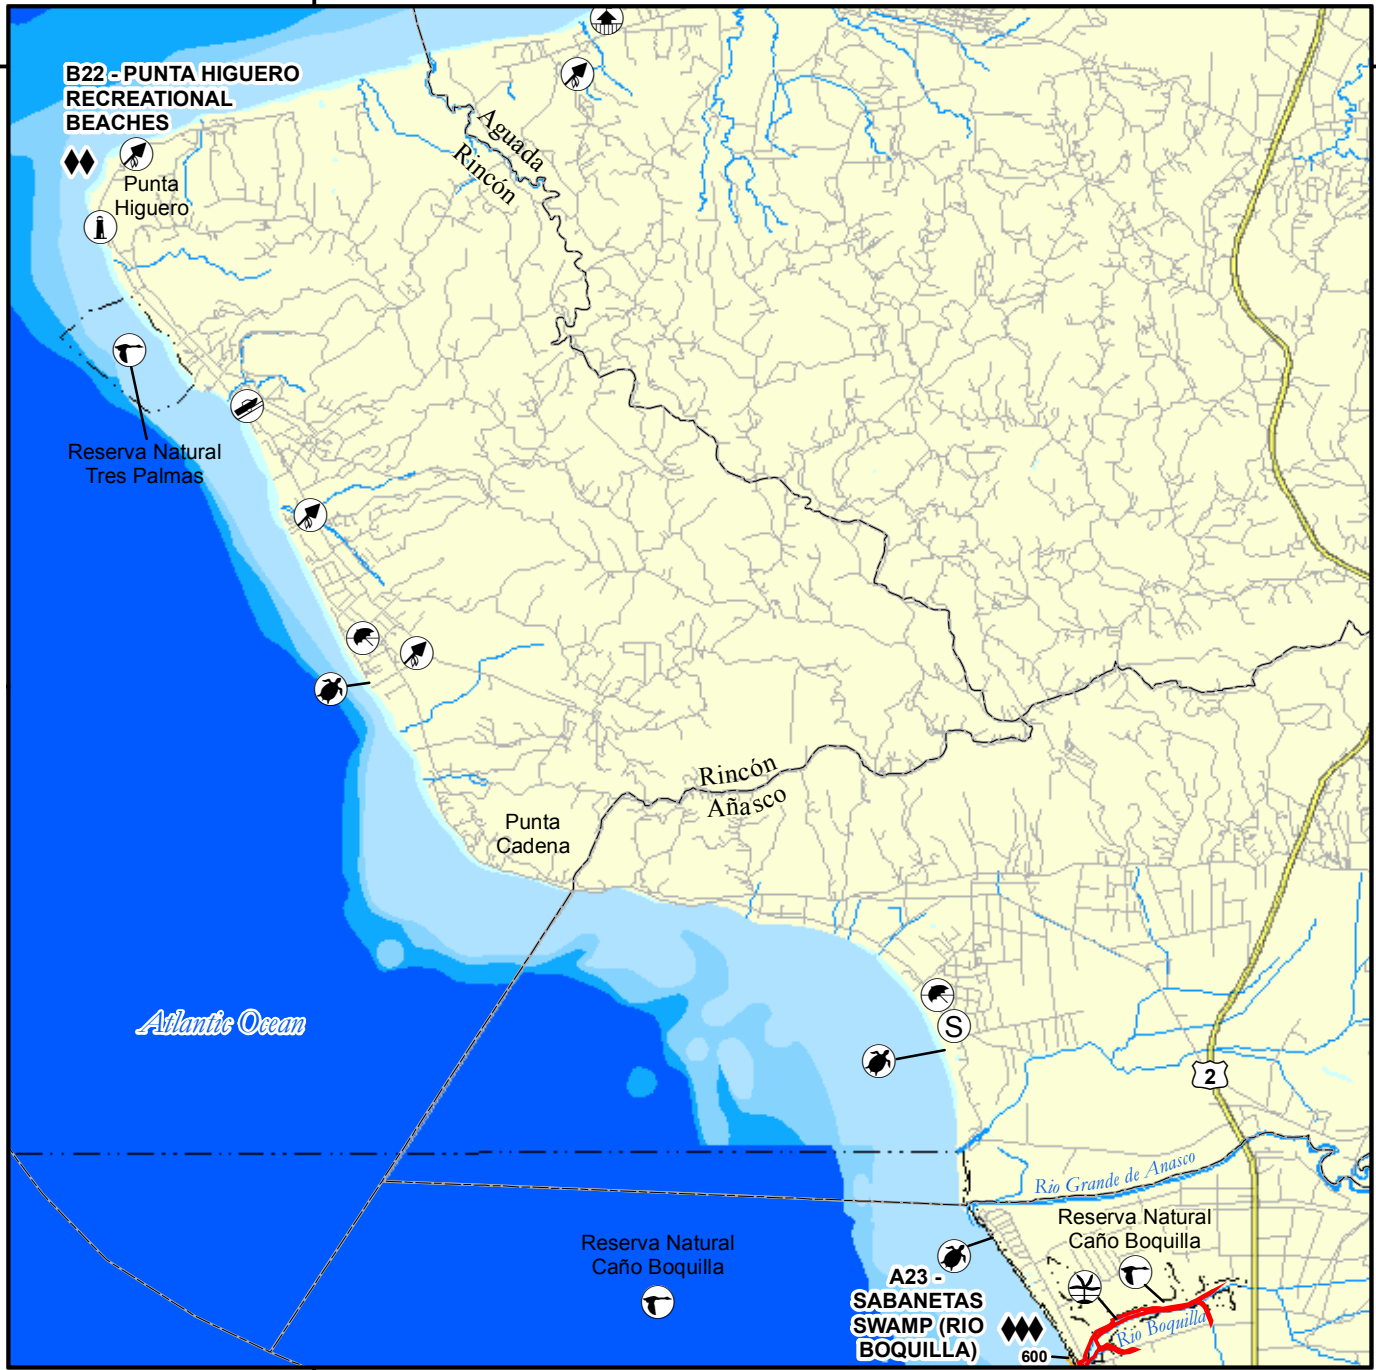 B22 - PUNTA HIGUERO
RECREATIONAL
BEACHES
Punta
Higuero
Aguada
Rincón
Reserva Natural
Tres Palmas
Rincón
Añasco
Punta
Cadena
Atlantic Ocean
S
2
Rio Grande de Anasco
Reserva Natural
Caño Boquilla
Reserva Natural
Caño Boquilla
A23 -
SABANETAS
SWAMP (RIO
BOQUILLA)
600
Rio Boquilla